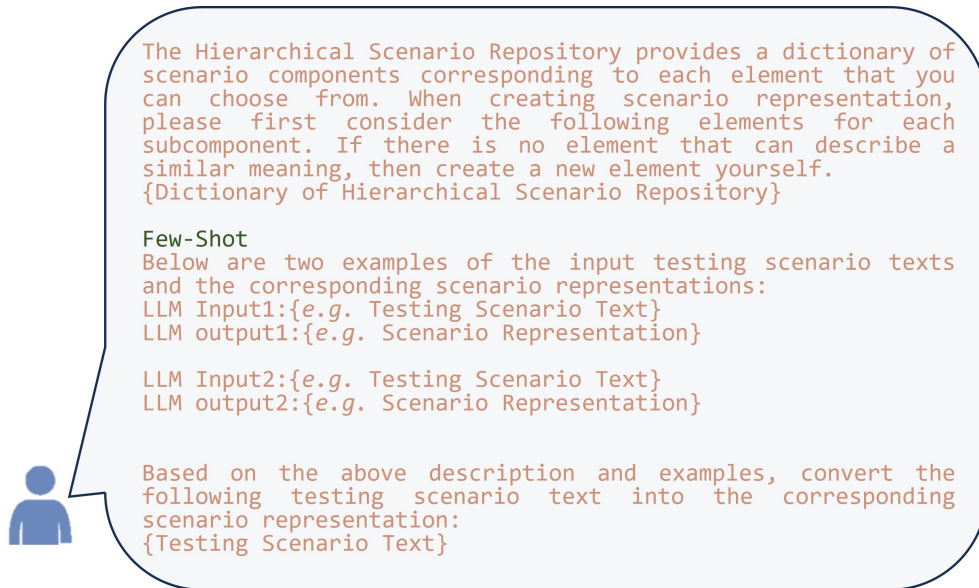 The Hierarchical Scenario Repository provides a dictionary of
scenario components corresponding to each element that you
can choose from. When creating scenario representation,
please first consider the following elements for each
subcomponent. If there is no element that can describe a
similar meaning, then create a new element yourself.
{Dictionary of Hierarchical Scenario Repository}
Few-Shot
Below are two examples of the input testing scenario texts
and the corresponding scenario representations:
LLM Input1:{e.g. Testing Scenario Text}
LLM output1:{e.g. Scenario Representation}
LLM Input2:{e.g. Testing Scenario Text}
LLM output2:{e.g. Scenario Representation}
Based on the above description and examples, convert the
following testing scenario text into the corresponding
scenario representation:
{Testing Scenario Text}